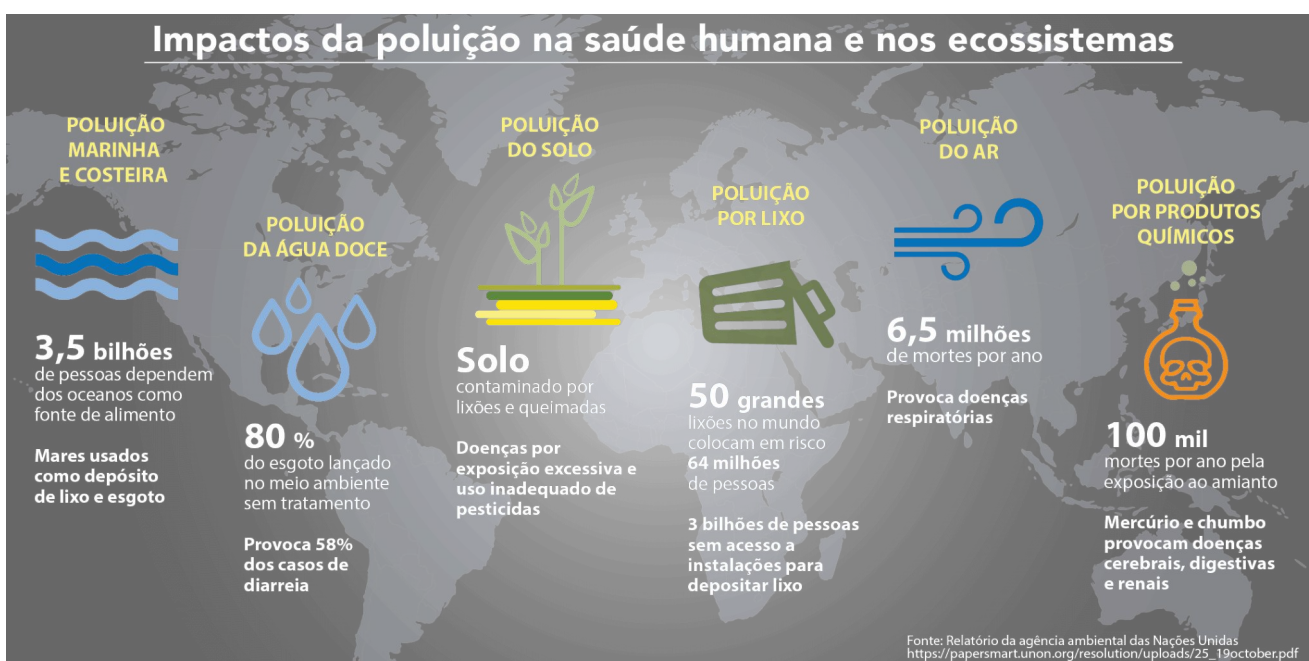 Impactos da poluição na saúde humana e nos ecossistemas
POLUIÇÃO
MARINHA
E COSTEIRA
3,5 bilhões
de pessoas dependem
dos oceanos como
fonte de alimento
Mares usados
como depósito
de lixo e esgoto
POLUIÇÃO
DA ÁGUA DOCE
80 %
do esgoto lançado
no meio ambiente
sem tratamento
Provoca 58%
dos casos de
diarreia
POLUIÇÃO
DO SOLO
Solo
contaminado por
lixões e queimadas
Doenças por
exposição excessiva e
uso inadequado de
pesticidas
POLUIÇÃO
POR LIXO
50 grandes
lixões no mundo
colocam em risco
64 milhões
de pessoas
3 bilhões de pessoas
sem acesso a
instalações para
depositar lixo
POLUIÇÃO
DO AR
6,5 milhões
de mortes por ano
Provoca doenças
respiratórias
POLUIÇÃO
POR PRODUTOS
QUÍMICOS
100 mil
mortes por ano pela
exposição ao amianto
Mercúrio e chumbo
provocam doenças
cerebrais, digestivas
e renais
Fonte: Relatório da agência ambiental das Nações Unidas
https://papersmart.unon.org/resolution/uploads/25_19october.pdf